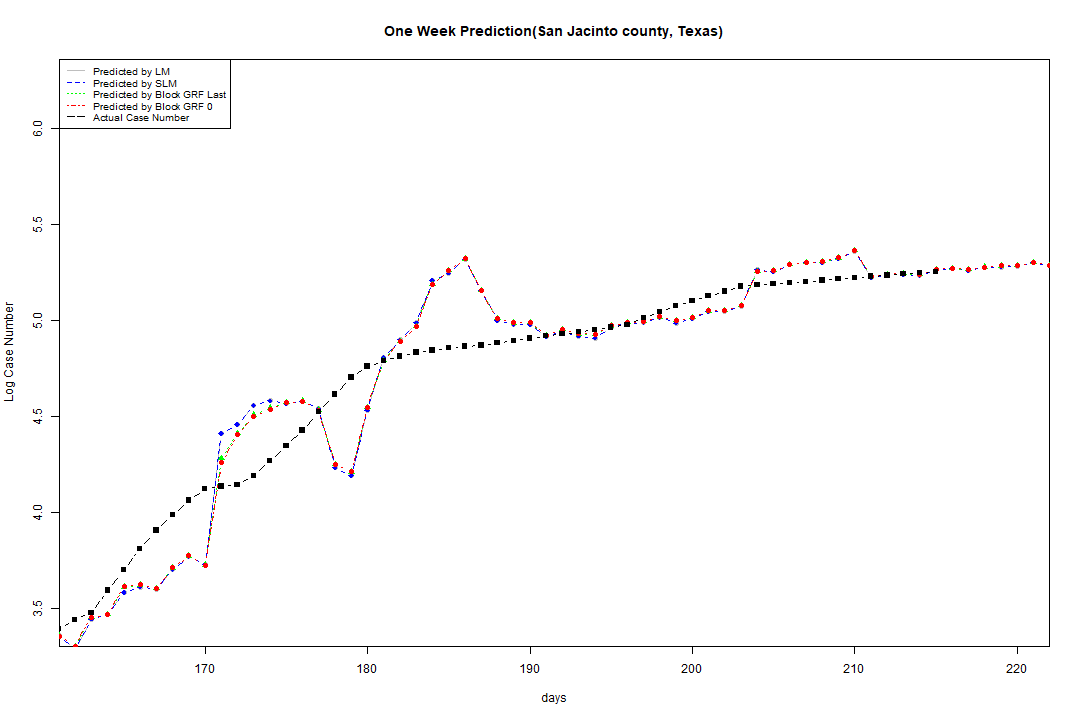 One Week Prediction(San Jacinto county, Texas)
Predicted by LM
Predicted by SLM
Predicted by Block GRF Last
Predicted by Block GRF 0
Actual Case Number
6.0
5.5
5.0
4.5
4.0
3.5
Log Case Number
170 180 190 200 210 220
days